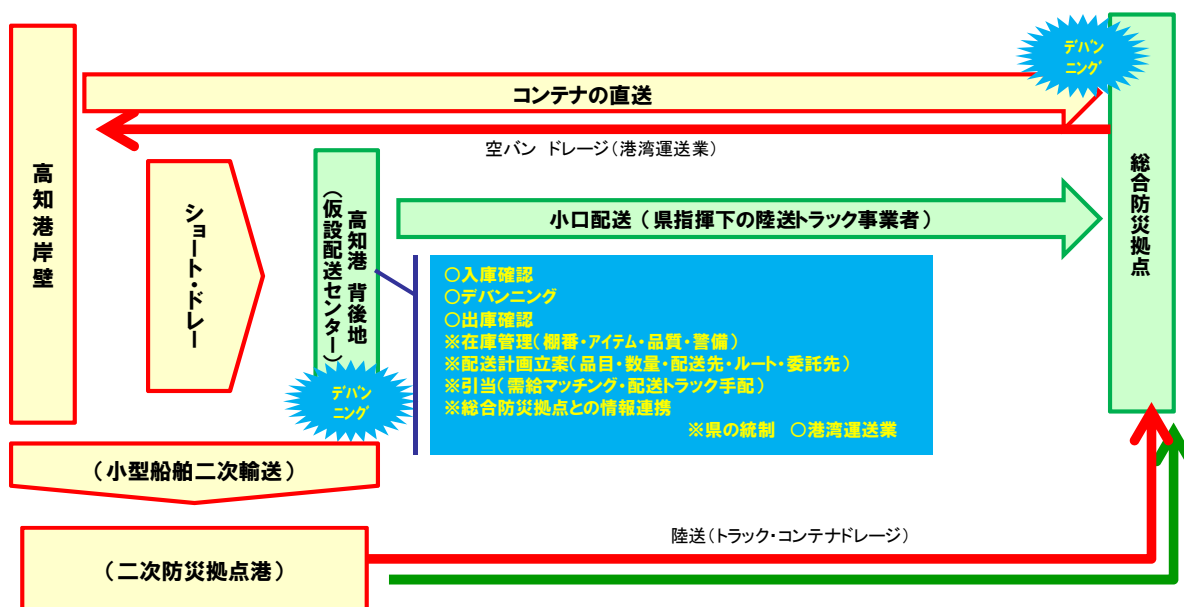 デバン
ニング
コンテナの直送
空バン ドレージ(港湾運送業)
高知港岸壁
ショート・ドレー
高知港 背後地
(仮設配送センター)
小口配送(県指揮下の陸送トラック事業者)
総合防災拠点
○入庫確認
○デバンニング
○出庫確認
※在庫管理(棚番・アイテム・品質・警備)
※配送計画立案(品目・数量・配送先・ルート・委託先)
※引当(需給マッチング・配送トラック手配)
※総合防災拠点との情報連携
※県の統制 ○港湾運送業
デバン
ニング
(小型船舶二次輸送)
陸送(トラック・コンテナドレージ)
(二次防災拠点港)